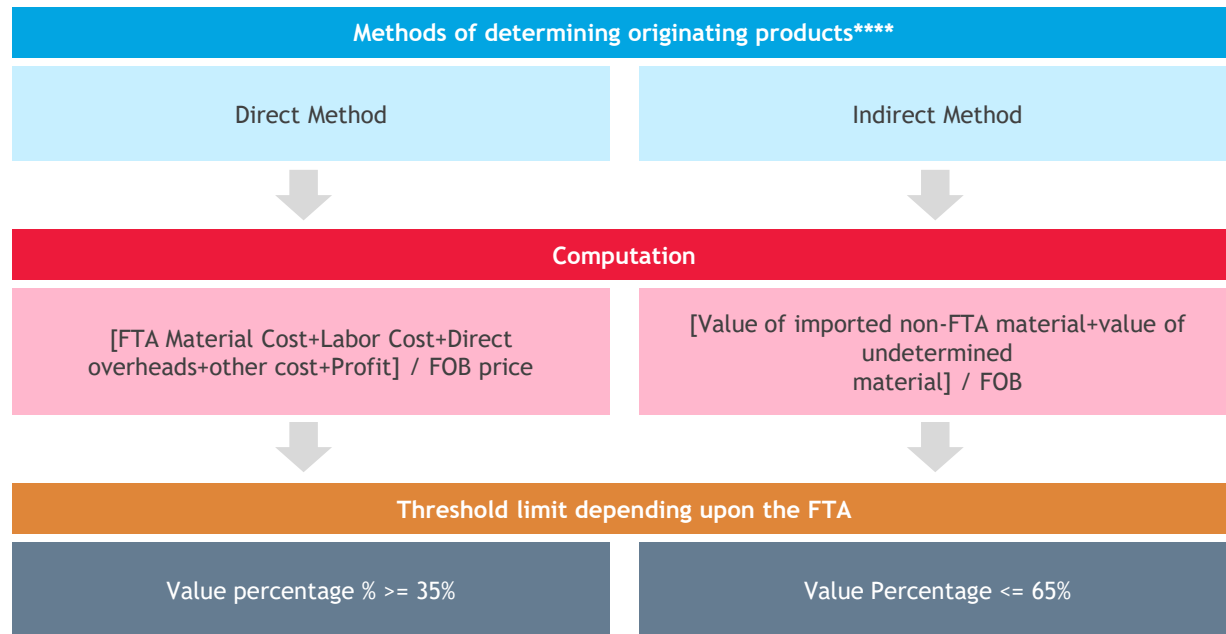 Methods of determining originating products****
Direct Method
Indirect Method
Computation
[FTA Material Cost+Labor Cost+Direct
overheads+other cost+Profit] / FOB price
[Value of imported non-FTA material+value of
undetermined
material] / FOB
Threshold limit depending upon the FTA
Value percentage % >= 35%
Value Percentage <= 65%